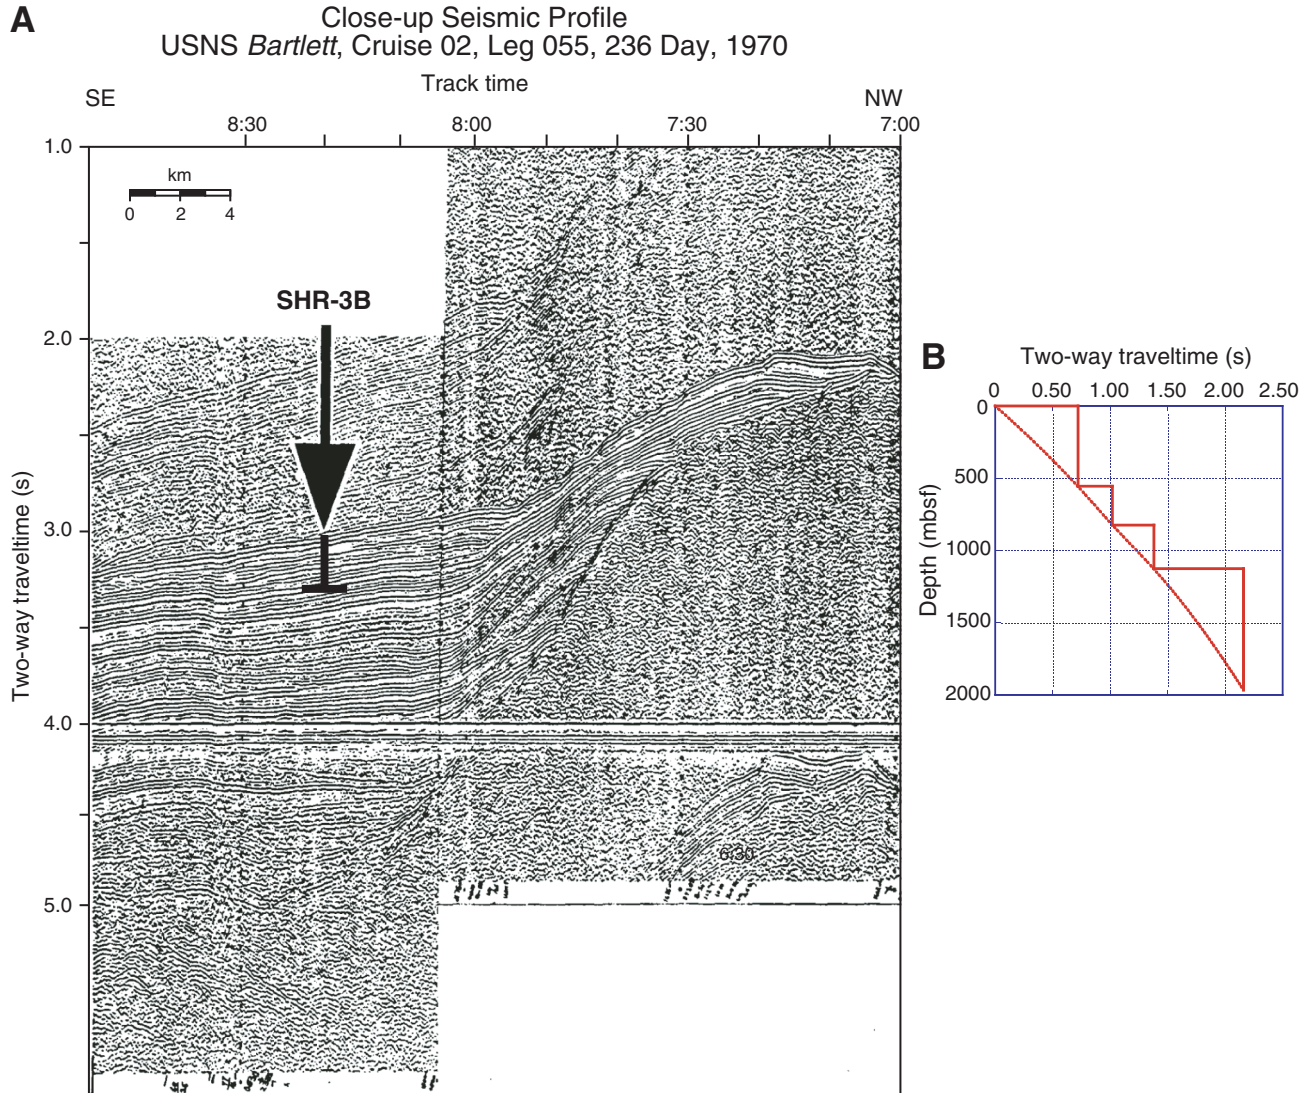 A
Close-up Seismic Profile
USNS Bartlett, Cruise 02, Leg 055, 236 Day, 1970
Track time
SE
NW
8:30
8:00
7:30
7:00
1.0
km
0
2
4
SHR-3B
2.0
3.0
4.0
5.0
Two-way traveltime (s)
6:30
B
Two-way traveltime (s)
0
0.50
1.00
1.50
2.00
2.50
0
500
1000
1500
2000
Depth (mbsf)